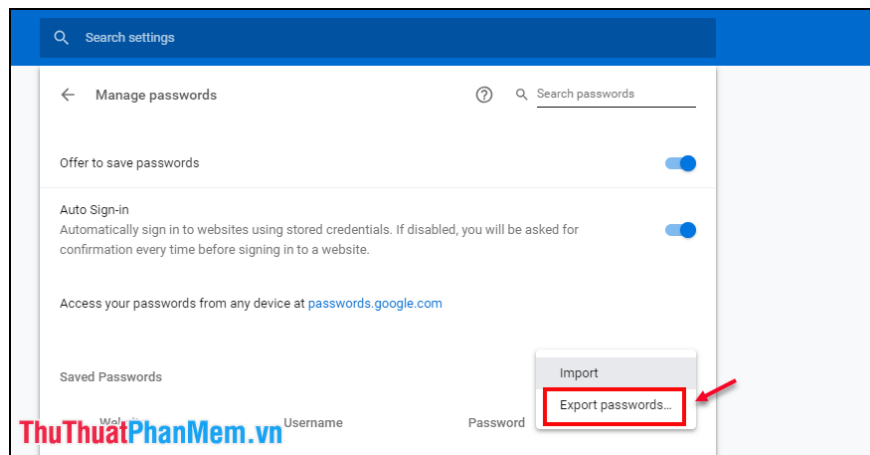 Search settings
Manage passwords
Search passwords
Offer to save passwords
Auto Sign-in
Automatically sign in to websites using stored credentials. If disabled, you will be asked for
confirmation every time before signing in to a website.
Access your passwords from any device at passwords.google.com
Import
Saved Passwords
Export passwords...
Username Password
ThuThuatPhanMem.vn